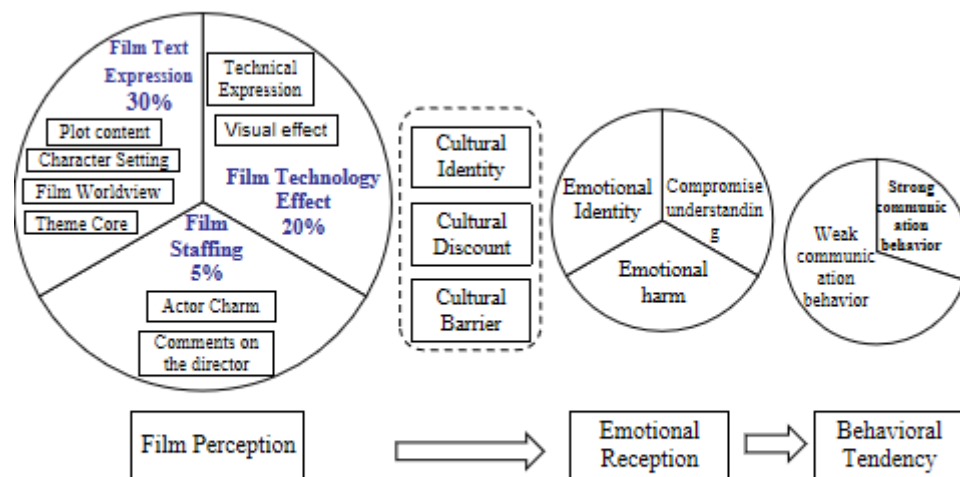 Film Text
Expression
30%
Plot content
Character Setting
Film Worldview
Theme Core
Technical
Expression
Visual effect
Film Technology
Effect
20%
Film
Staffing
5%
Actor Charm
Comments on
the director
Cultural
Identity
Cultural
Discount
Cultural
Barrier
Emotional
Identity
Compromise
understandin
g
Emotional
harm
Weak
communic
ation
behavior
Strong
communic
ation
behavior
Film Perception
Emotional
Reception
Behavioral
Tendency